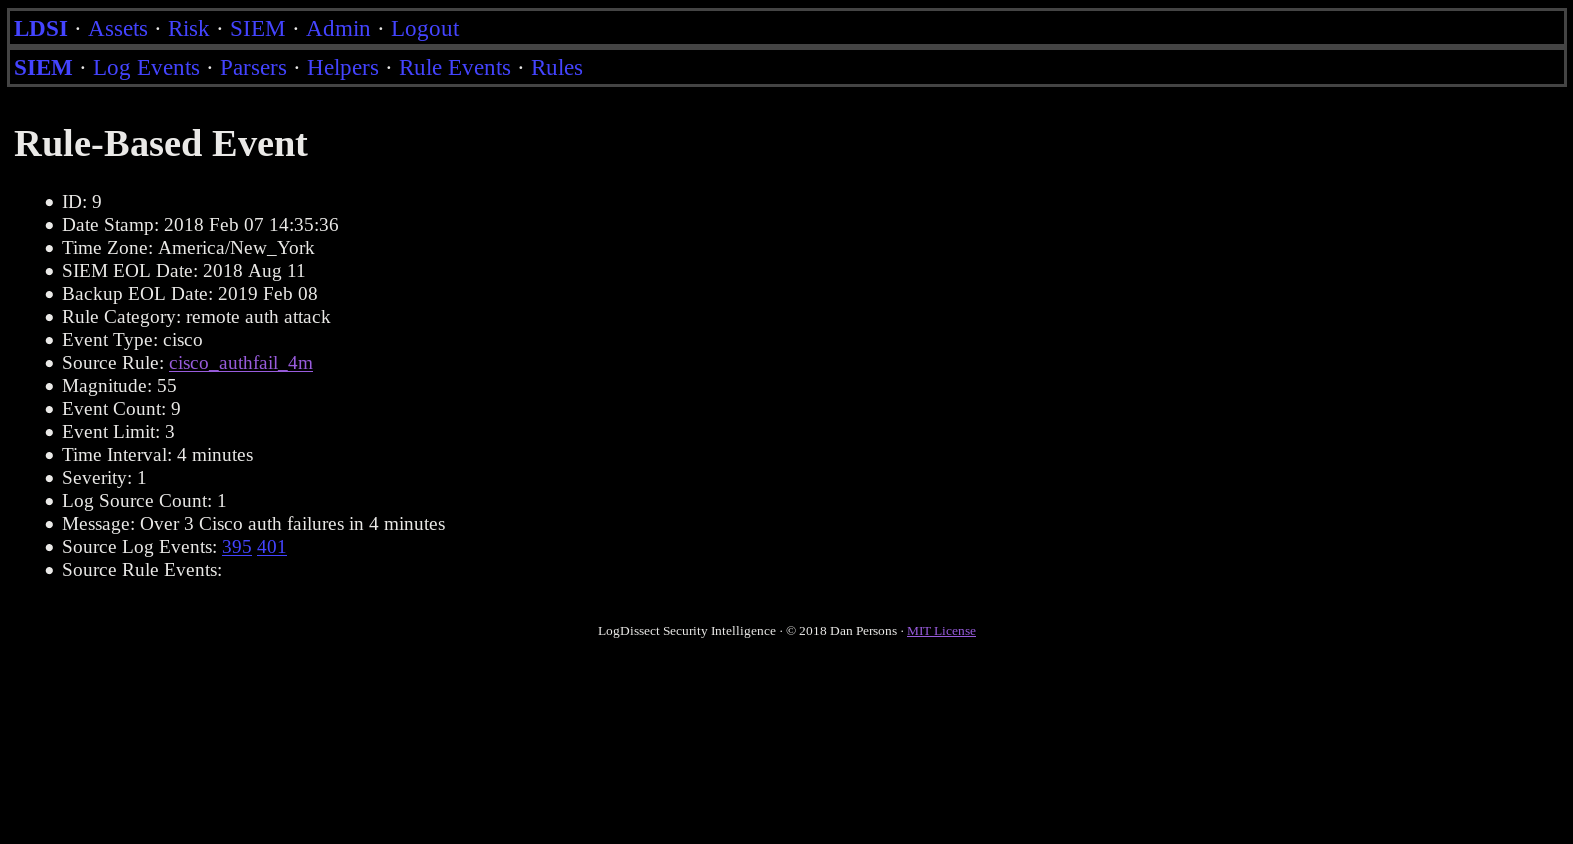 LDSI · Assets · Risk · SIEM · Admin · Logout
SIEM · Log Events · Parsers · Helpers · Rule Events · Rules
Rule-Based Event
• ID: 9
• Date Stamp: 2018 Feb 07 14:35:36
• Time Zone: America/New_York
• SIEM EOL Date: 2018 Aug 11
• Backup EOL Date: 2019 Feb 08
• Rule Category: remote auth attack
• Event Type: cisco
• Source Rule: cisco_authfail_4m
• Magnitude: 55
• Event Count: 9
• Event Limit: 3
• Time Interval: 4 minutes
• Severity: 1
• Log Source Count: 1
• Message: Over 3 Cisco auth failures in 4 minutes
• Source Log Events: 395 401
• Source Rule Events:
LogDissect Security Intelligence · © 2018 Dan Persons · MIT License